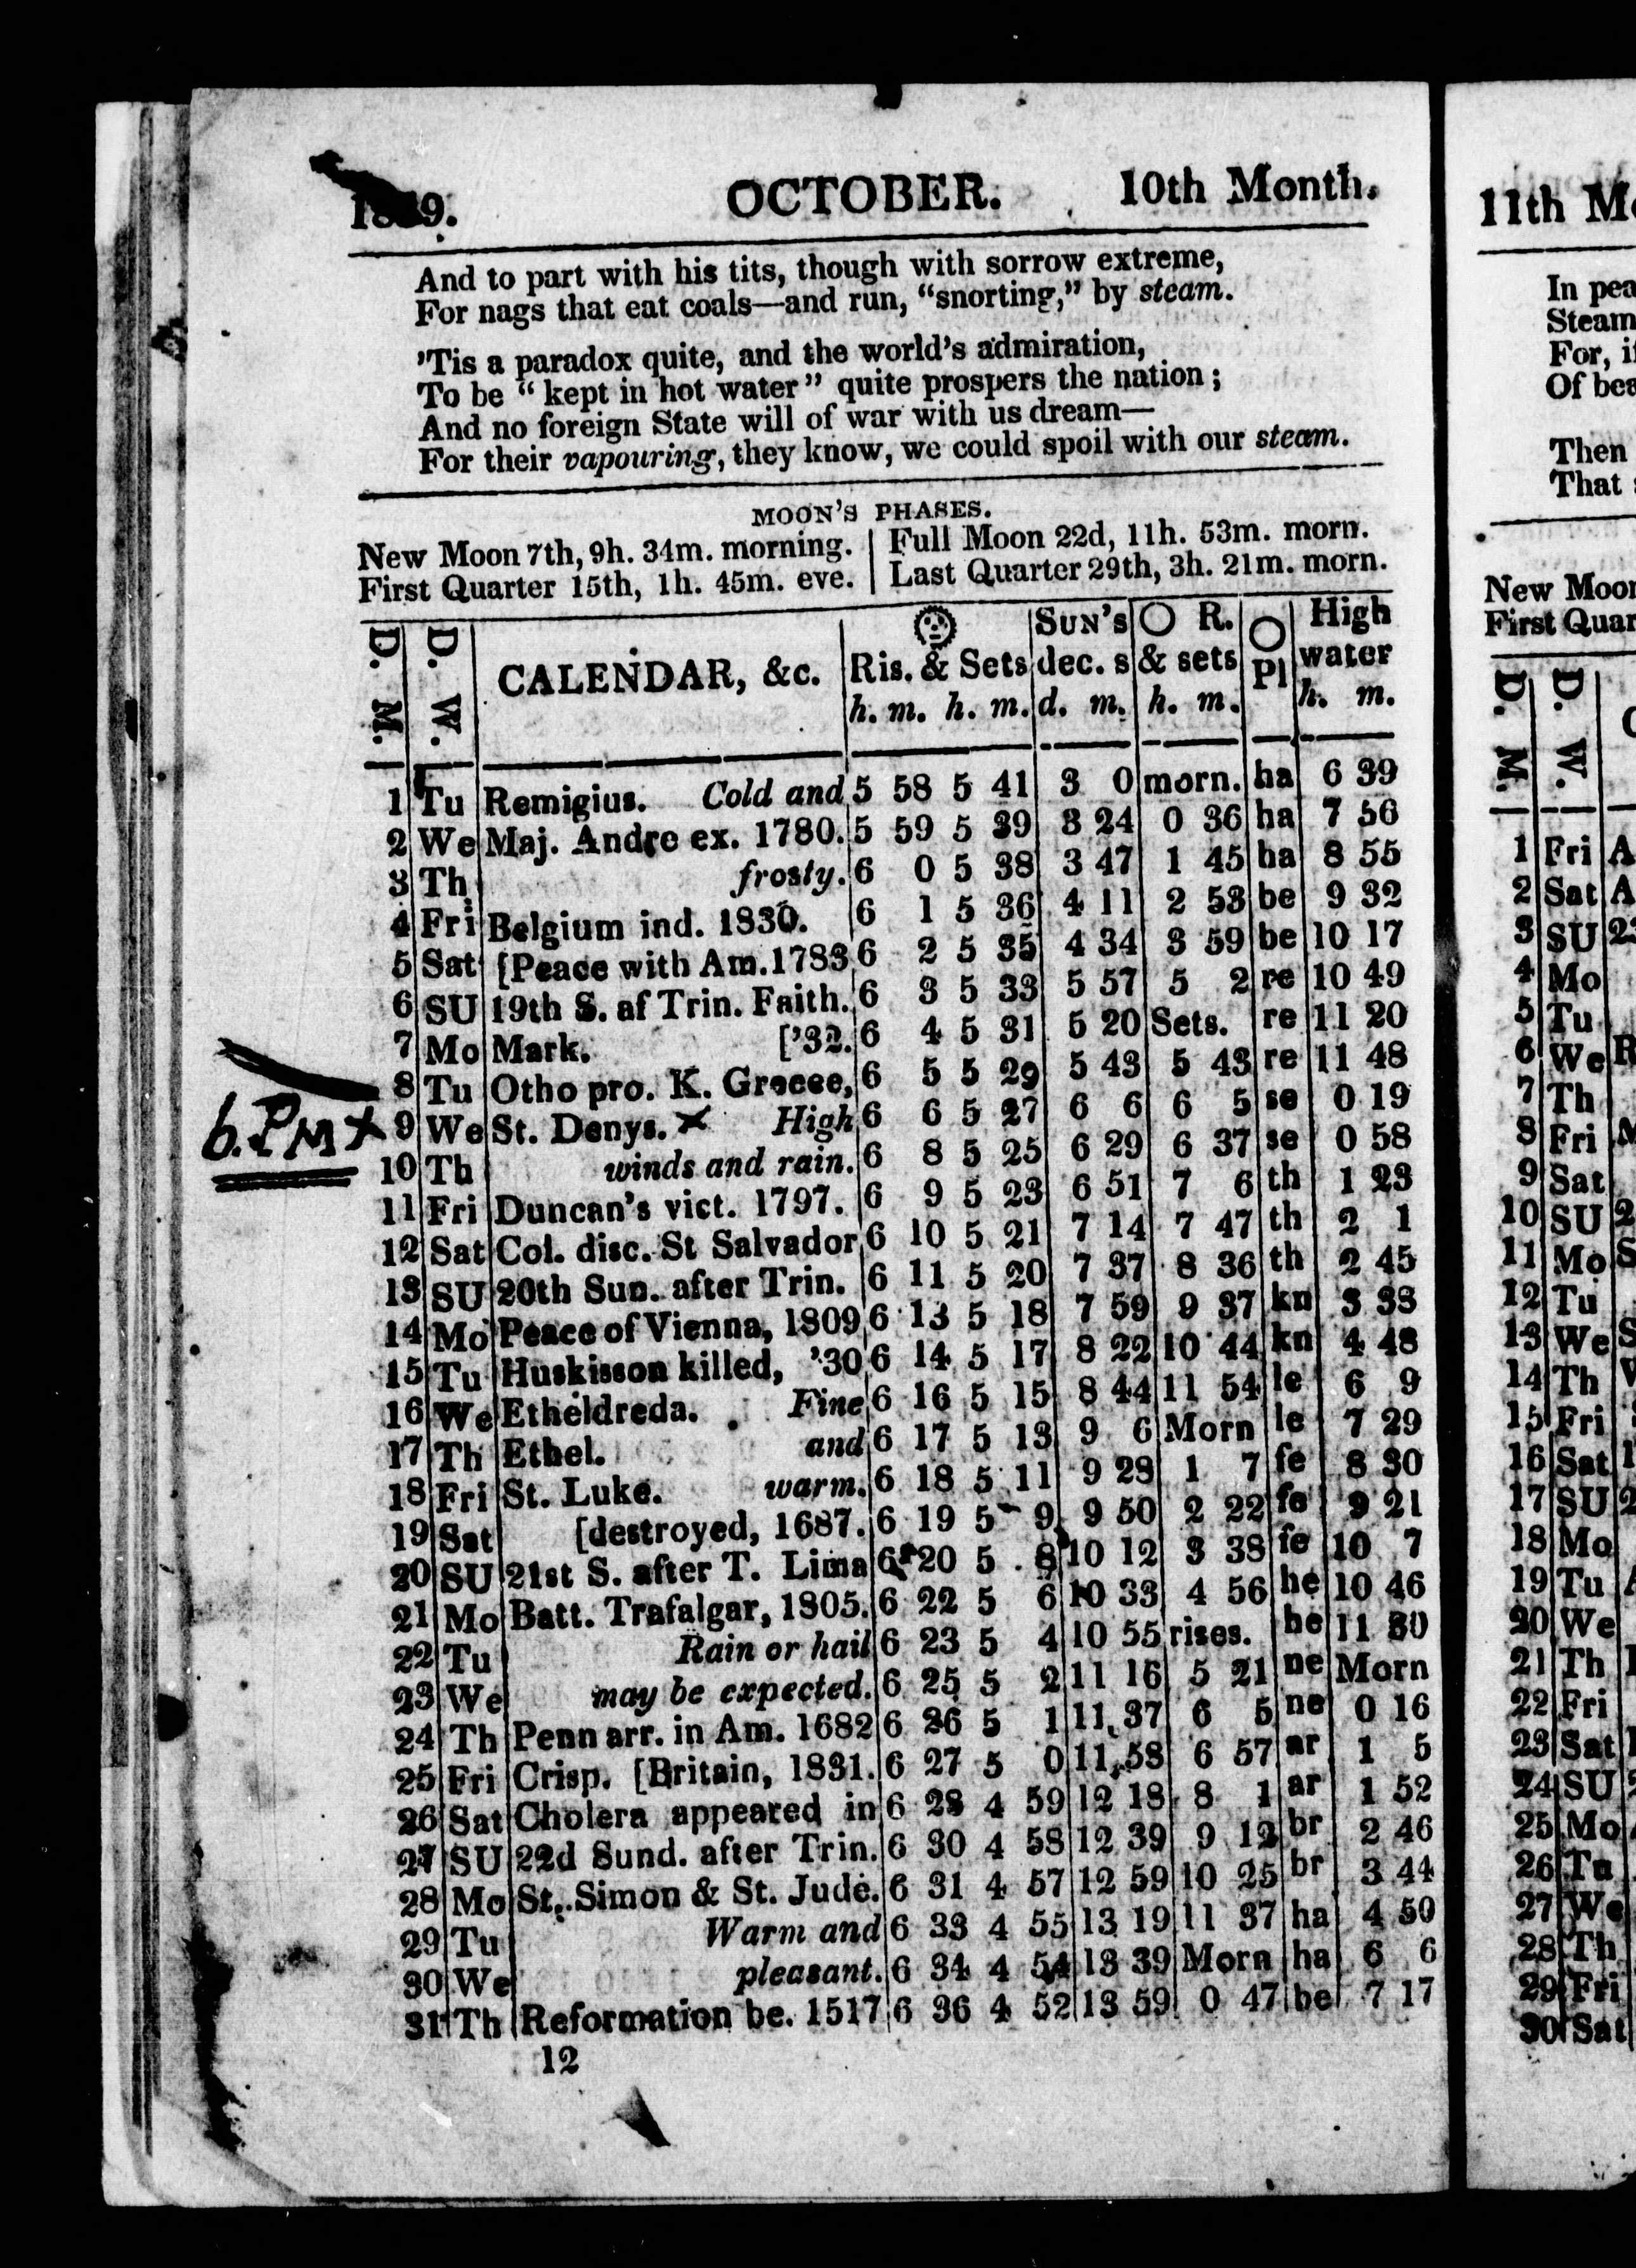 1839. OCTOBER. 10th Month.
And to part with his tits, though with sorrow extreme,
For nags that eat coals—and run, "snorting," by steam.
'Tis a paradox quite, and the world's admiration,
To be "kept in hot water" quite prospers the nation;
And no foreign State will of war with us dream—
For their vapouring, they know, we could spoil with our steam.
MOON'S PHASES.
New Moon 7th, 9h. 34m. morning. | Full Moon 22d, 11h. 53m. morn.
First Quarter 15th, 1h. 45m. eve. | Last Quarter 29th, 3h. 21m. morn.
D. M. D. W. CALENDAR, &c. Ris. & Sets h. m. h. m. SUN'S dec. s d. m. ○ R. & sets h. m. ○ Pl High water h. m.
1 Tu Remigius. Cold and 5 58 5 41 3 0 morn. ha 6 39
2 We Maj. Andre ex. 1780. 5 59 5 39 3 24 0 36 ha 7 56
3 Th frosty. 6 0 5 38 3 47 1 45 ha 8 55
4 Fri Belgium ind. 1830. 6 1 5 36 4 11 2 53 be 9 32
5 Sat [Peace with Am. 1783 6 2 5 35 4 34 3 59 be 10 17
6 SU 19th S. af Trin. Faith. 6 3 5 33 5 57 5 2 re 10 49
7 Mo Mark. ['32. 6 4 5 31 5 20 Sets. re 11 20
8 Tu Otho pro. K. Greece, 6 5 5 29 5 43 5 43 re 11 48
6. PM + 9 We St. Denys. × High 6 6 5 27 6 6 6 5 se 0 19
10 Th winds and rain. 6 8 5 25 6 29 6 37 se 0 58
11 Fri Duncan's vict. 1797. 6 9 5 23 6 51 7 6 th 1 23
12 Sat Col. disc. St Salvador 6 10 5 21 7 14 7 47 th 2 1
13 SU 20th Sun. after Trin. 6 11 5 20 7 37 8 36 th 2 45
14 Mo Peace of Vienna, 1809 6 13 5 18 7 59 9 37 kn 3 33
15 Tu Huskisson killed, '30 6 14 5 17 8 22 10 44 kn 4 48
16 We Etheldreda. Fine 6 16 5 15 8 44 11 54 le 6 9
17 Th Ethel. and 6 17 5 13 9 6 Morn le 7 29
18 Fri St. Luke. warm. 6 18 5 11 9 28 1 7 fe 8 30
19 Sat [destroyed, 1687. 6 19 5 9 9 50 2 22 fe 9 21
20 SU 21st S. after T. Lima 6 20 5 8 10 12 3 38 fe 10 7
21 Mo Batt. Trafalgar, 1805. 6 22 5 6 10 33 4 56 he 10 46
22 Tu Rain or hail 6 23 5 4 10 55 rises. he 11 30
23 We may be expected. 6 25 5 2 11 16 5 21 ne Morn
24 Th Penn arr. in Am. 1682 6 26 5 1 11 37 6 5 ne 0 16
25 Fri Crisp. [Britain, 1831. 6 27 5 0 11 58 6 57 ar 1 5
26 Sat Cholera appeared in 6 28 4 59 12 18 8 1 ar 1 52
27 SU 22d Sund. after Trin. 6 30 4 58 12 39 9 12 br 2 46
28 Mo St. Simon & St. Jude. 6 31 4 57 12 59 10 25 br 3 44
29 Tu Warm and 6 33 4 55 13 19 11 37 ha 4 50
30 We pleasant. 6 34 4 54 13 39 Morn ha 6 6
31 Th Reformation be. 1517 6 36 4 52 13 59 0 47 be 7 17
12
11th
In
Steam
For,
Of
Then
That
New
First
D. M. D. W.
1 Fri
2 Sat
3 SU
4 Mo
5 Tu
6 We
7 Th
8 Fri
9 Sat
10 SU
11 Mo
12 Tu
13 We
14 Th
15 Fri
16 Sat
17 SU
18 Mo
19 Tu
20 We
21 Th
22 Fri
23 Sat
24 SU
25 Mo
26 Tu
27 We
28 Th
29 Fri
30 Sat